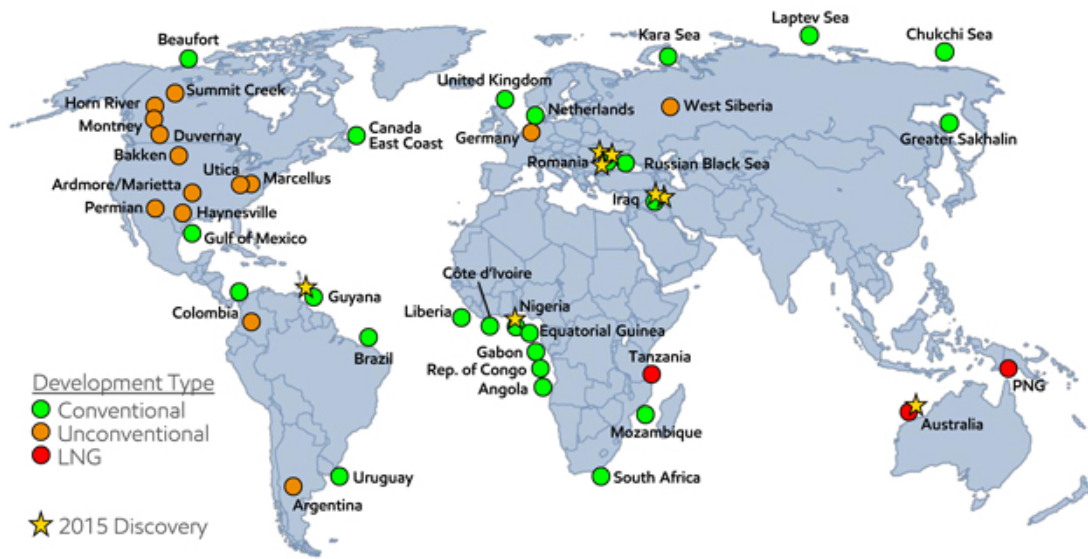 Laptev Sea
Beaufort
Kara Sea
Chukchi Sea
Summit Creek
United Kingdom
Horn River
Netherlands
West Siberia
Montney
Duvernay
Canada
East Coast
Germany
Greater Sakhalin
Bakken
Utica
Romania
Russian Black Sea
Ardmore/Marietta
Marcellus
Permian
Haynesville
Iraq
Gulf of Mexico
Côte d'Ivoire
Guyana
Nigeria
Colombia
Liberia
Equatorial Guinea
Brazil
Gabon
Tanzania
Rep. of Congo
PNG
Development Type
Angola
Conventional
Mozambique
Australia
Unconventional
LNG
Uruguay
South Africa
Argentina
2015 Discovery